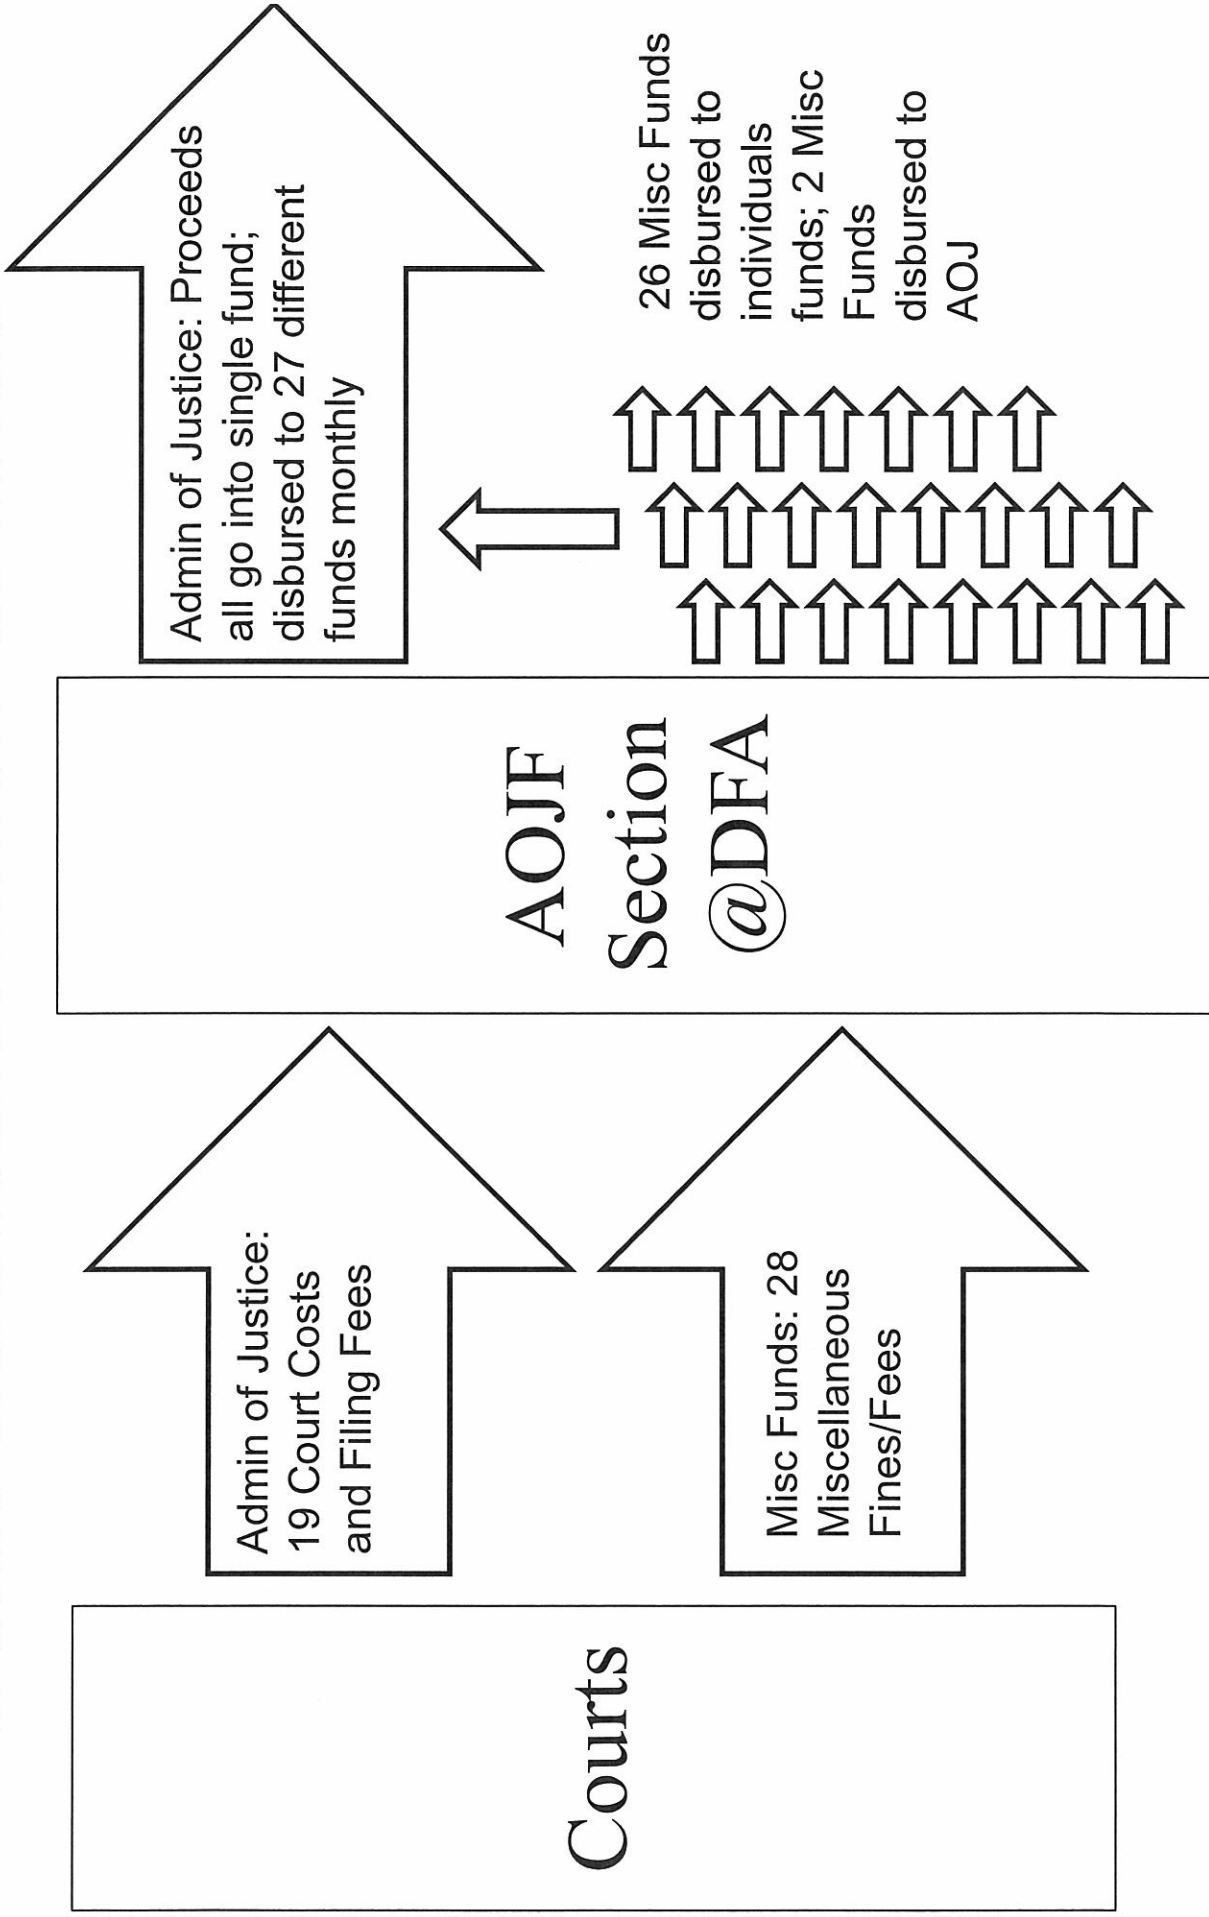 Courts
Admin of Justice:
19 Court Costs
and Filing Fees
Misc Funds: 28
Miscellaneous
Fines/Fees
AOJF
Section
@DFA
Admin of Justice: Proceeds
all go into single fund;
disbursed to 27 different
funds monthly
26 Misc Funds
disbursed to
individuals
funds; 2 Misc
Funds
disbursed to
AOJ